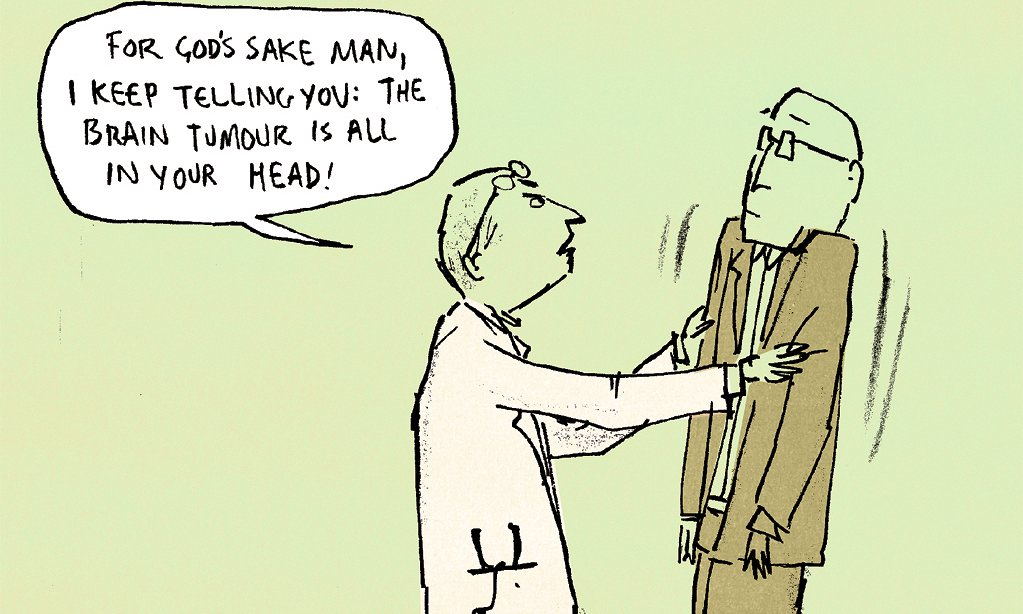 FOR GOD'S SAKE MAN,
I KEEP TELLING YOU: THE
BRAIN TUMOUR IS ALL
IN YOUR HEAD!